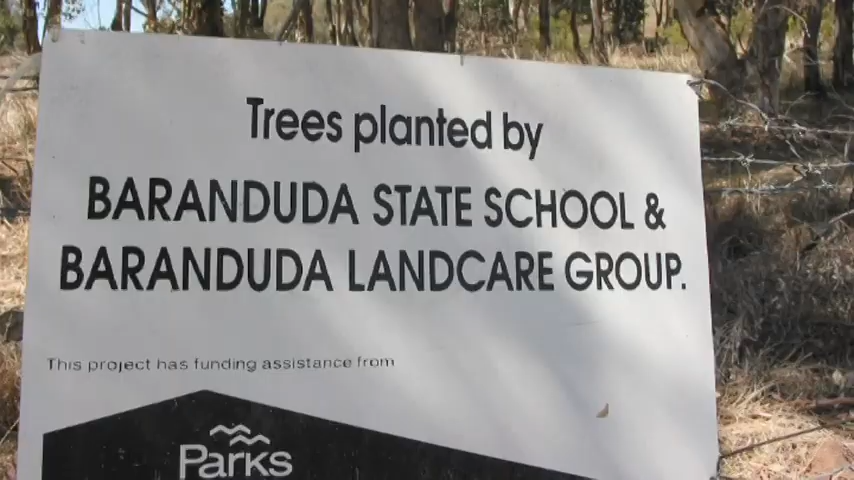 Trees planted by
BARANDUDA STATE SCHOOL &
BARANDUDA LANDCARE GROUP.
This project has funding assistance from
Parks